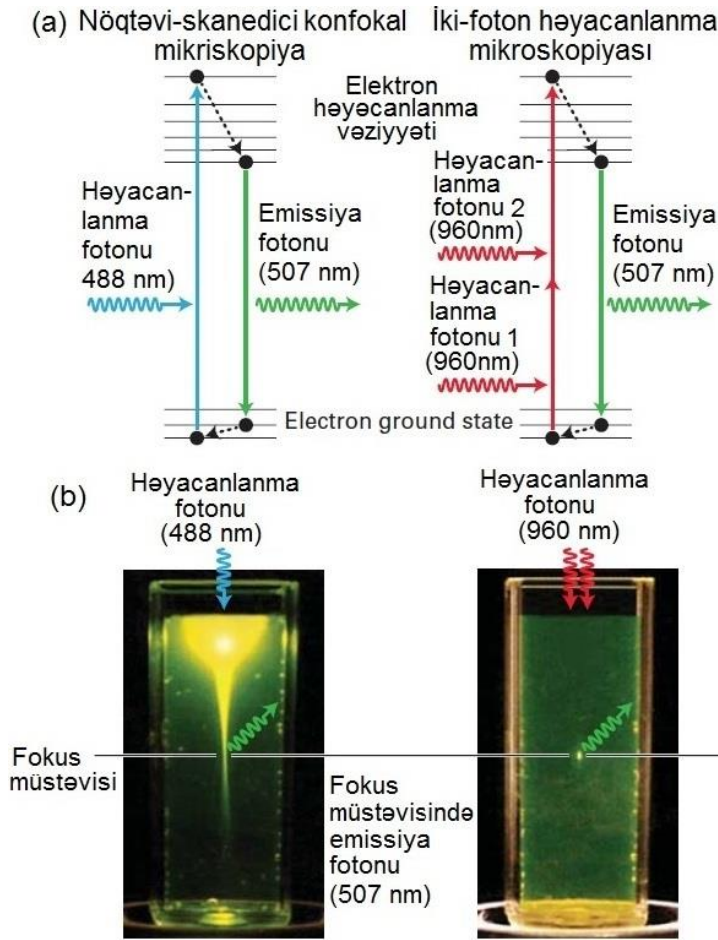 (a) Nöqtəvi-skanedici konfokal
mikriskopiya
İki-foton həyacanlanma
mikroskopiyası
Elektron
həyəcanlanma
vəziyyəti
Həyacan-
lanma
fotonu
488 nm)
Emissiya
fotonu
(507 nm)
Həyacan-
lanma
fotonu 2
(960nm)
Həyacan-
lanma
fotonu 1
(960nm)
Emissiya
fotonu
(507 nm)
Electron ground state
(b)
Həyacanlanma
fotonu
(488 nm)
Həyacanlanma
fotonu
(960 nm)
Fokus
müstəvisi
Fokus
müstəvisində
emissiya
fotonu
(507 nm)